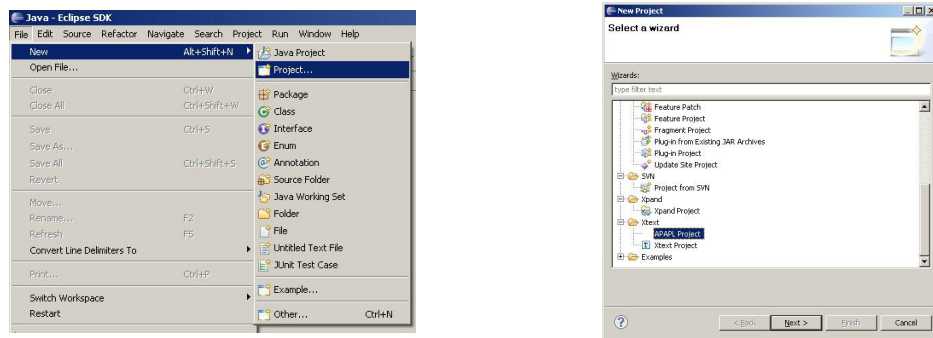 Java - Eclipse SDK
File Edit Source Refactor Navigate Search Project Run Window Help
New Alt+Shift+N
Open File...
Close Ctrl+W
Close All Ctrl+Shift+W
Save Ctrl+S
Save As...
Save All Ctrl+Shift+S
Revert
Move...
Rename... F2
Refresh F5
Convert Line Delimiters To
Print... Ctrl+P
Switch Workspace
Restart
Java Project
Project...
Package
Class
Interface
Enum
Annotation
Source Folder
Java Working Set
Folder
File
Untitled Text File
JUnit Test Case
Example...
Other... Ctrl+N
New Project
Select a wizard
Wizards:
type filter text
Feature Patch
Feature Project
Fragment Project
Plug-in from Existing JAR Archives
Plug-in Project
Update Site Project
SVN
Project from SVN
Xpand
Xpand Project
Xtext
APAPL Project
Xtext Project
Examples
< Back Next > Finish Cancel